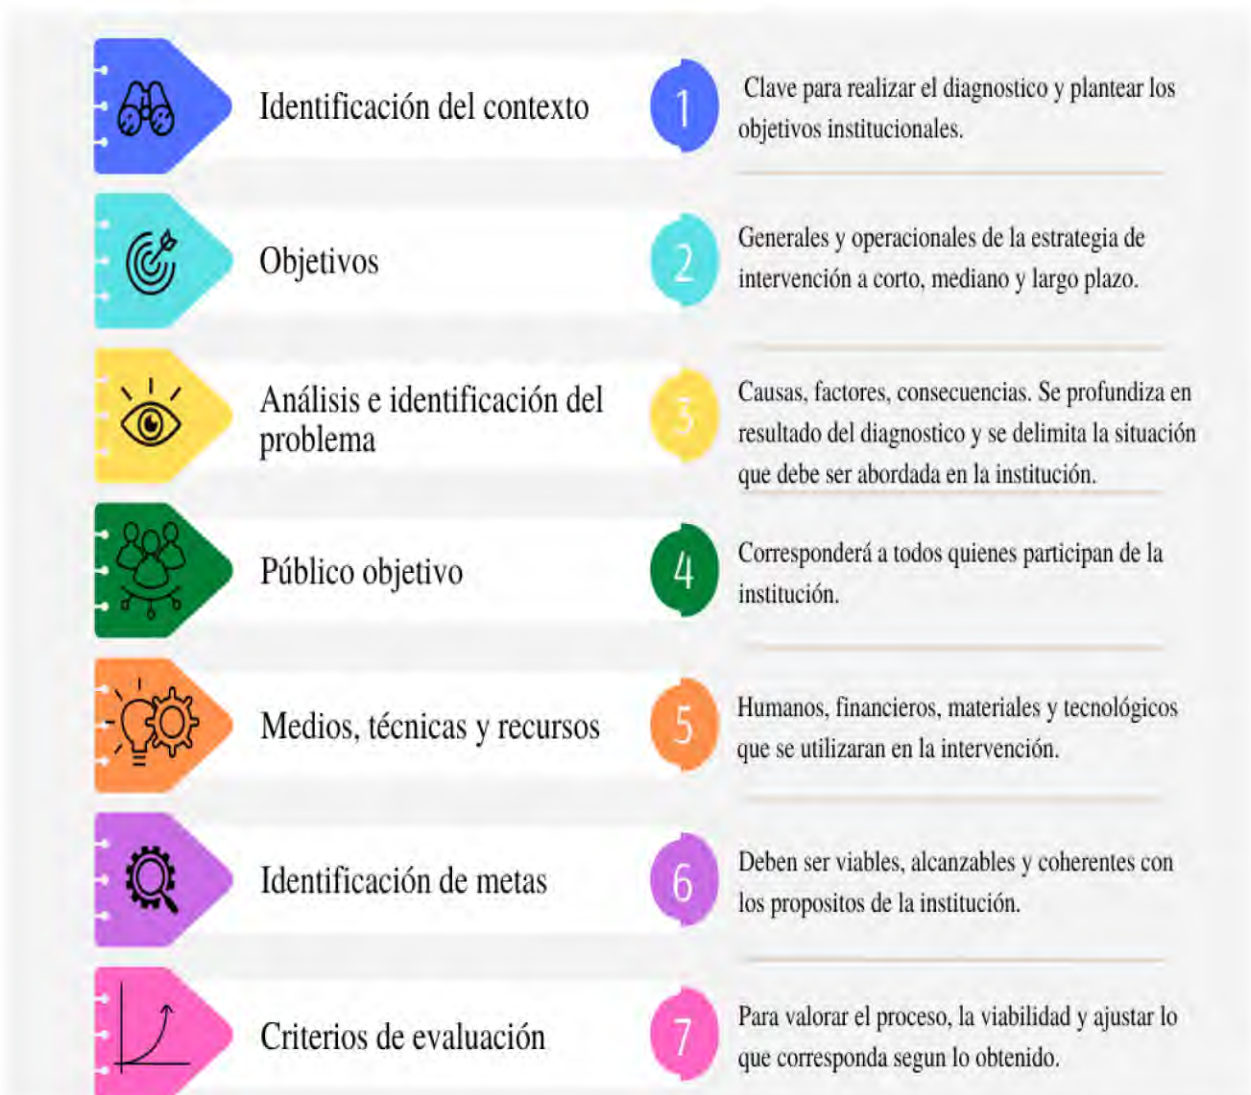 Identificación del contexto
1
Clave para realizar el diagnostico y plantear los
objetivos institucionales.
Objetivos
2
Generales y operacionales de la estrategia de
intervención a corto, mediano y largo plazo.
Análisis e identificación del
problema
3
Causas, factores, consecuencias. Se profundiza en
resultado del diagnostico y se delimita la situación
que debe ser abordada en la institución.
Público objetivo
4
Corresponderá a todos quienes participan de la
institución.
Medios, técnicas y recursos
5
Humanos, financieros, materiales y tecnológicos
que se utilizaran en la intervención.
Identificación de metas
6
Deben ser viables, alcanzables y coherentes con
los propositos de la institución.
Criterios de evaluación
7
Para valorar el proceso, la viabilidad y ajustar lo
que corresponda segun lo obtenido.